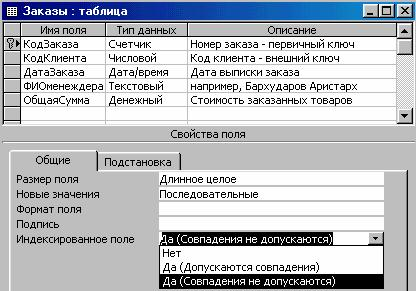 Заказы : таблица
Имя поля Тип данных Описание
КодЗаказа Счетчик Номер заказа - первичный ключ
КодКлиента Числовой Код клиента - внешний ключ
ДатаЗаказа Дата/время Дата выписки заказа
ФИОменеждера Текстовый например, Бархударов Аристарх
ОбщаяСумма Денежный Стоимость заказанных товаров
Свойства поля
Общие Подстановка
Размер поля Длинное целое
Новые значения Последовательные
Формат поля
Подпись
Индексированное поле Да (Совпадения не допускаются)
Нет
Да (Допускаются совпадения)
Да (Совпадения не допускаются)